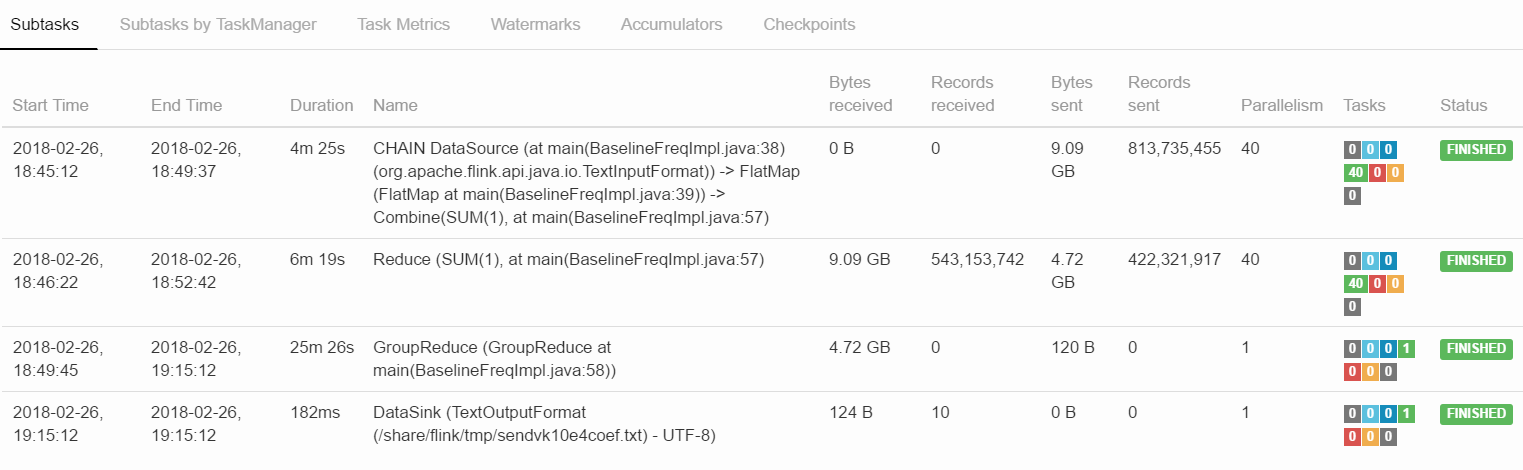 Subtasks Subtasks by TaskManager Task Metrics Watermarks Accumulators Checkpoints
Bytes Records Bytes Records
Start Time End Time Duration Name received received sent sent Parallelism Tasks Status
2018-02-26, 2018-02-26, 4m 25s CHAIN DataSource (at main(BaselineFreqImpl.java:38) 0 B 0 9.09 813,735,455 40 0 0 0 FINISHED
18:45:12 18:49:37 (org.apache.flink.api.java.io.TextInputFormat)) -> FlatMap GB 40 0 0
(FlatMap at main(BaselineFreqImpl.java:39)) -> 0
Combine(SUM(1), at main(BaselineFreqImpl.java:57)
2018-02-26, 2018-02-26, 6m 19s Reduce (SUM(1), at main(BaselineFreqImpl.java:57) 9.09 GB 543,153,742 4.72 422,321,917 40 0 0 0 FINISHED
18:46:22 18:52:42 GB 40 0 0
0
2018-02-26, 2018-02-26, 25m 26s GroupReduce (GroupReduce at 4.72 GB 0 120 B 0 1 0 0 0 1 FINISHED
18:49:45 19:15:12 main(BaselineFreqImpl.java:58)) 0 0 0
2018-02-26, 2018-02-26, 182ms DataSink (TextOutputFormat 124 B 10 0 B 0 1 0 0 0 1 FINISHED
19:15:12 19:15:12 (/share/flink/tmp/sendvk10e4coef.txt) - UTF-8) 0 0 0